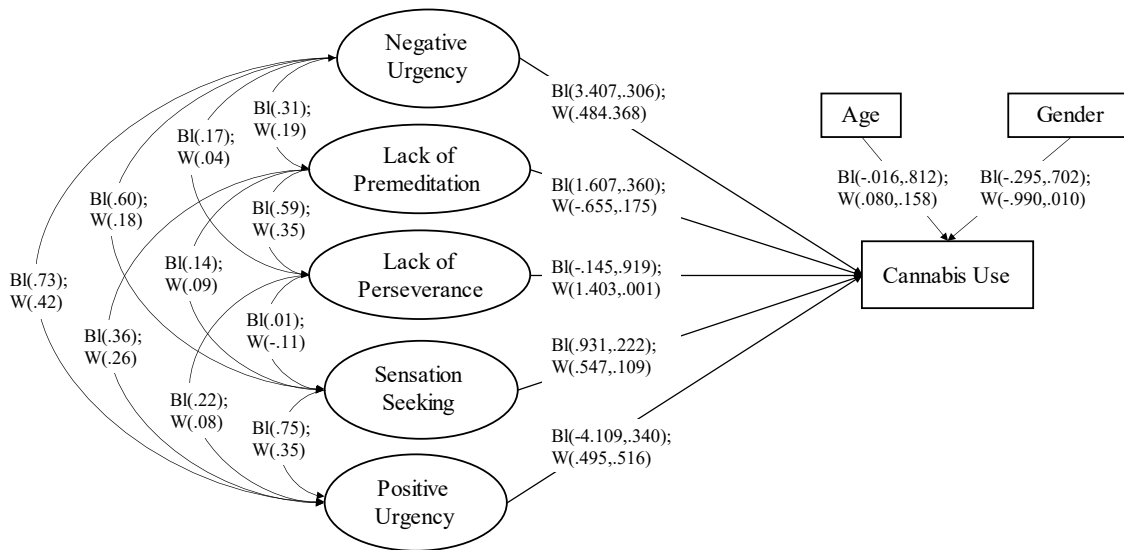 Negative
Urgency
Bl(3.407,.306);
W(.484.368)
Age
Gender
Bl(.31);
W(.19)
Bl(.17);
W(.04)
Lack of
Premeditation
Bl(-.016,.812);
W(.080,.158)
Bl(-.295,.702);
W(-.990,.010)
Bl(1.607,.360);
W(-.655,.175)
Bl(.60);
W(.18)
Bl(.59);
W(.35)
Bl(.73);
W(.42)
Bl(.14);
W(.09)
Lack of
Perseverance
Bl(-.145,.919);
W(1.403,.001)
Cannabis Use
Bl(.36);
W(.26)
Bl(.01);
W(-.11)
Bl(.931,.222);
W(.547,.109)
Sensation
Seeking
Bl(.22);
W(.08)
Bl(.75);
W(.35)
Bl(-4.109,.340);
W(.495,.516)
Positive
Urgency